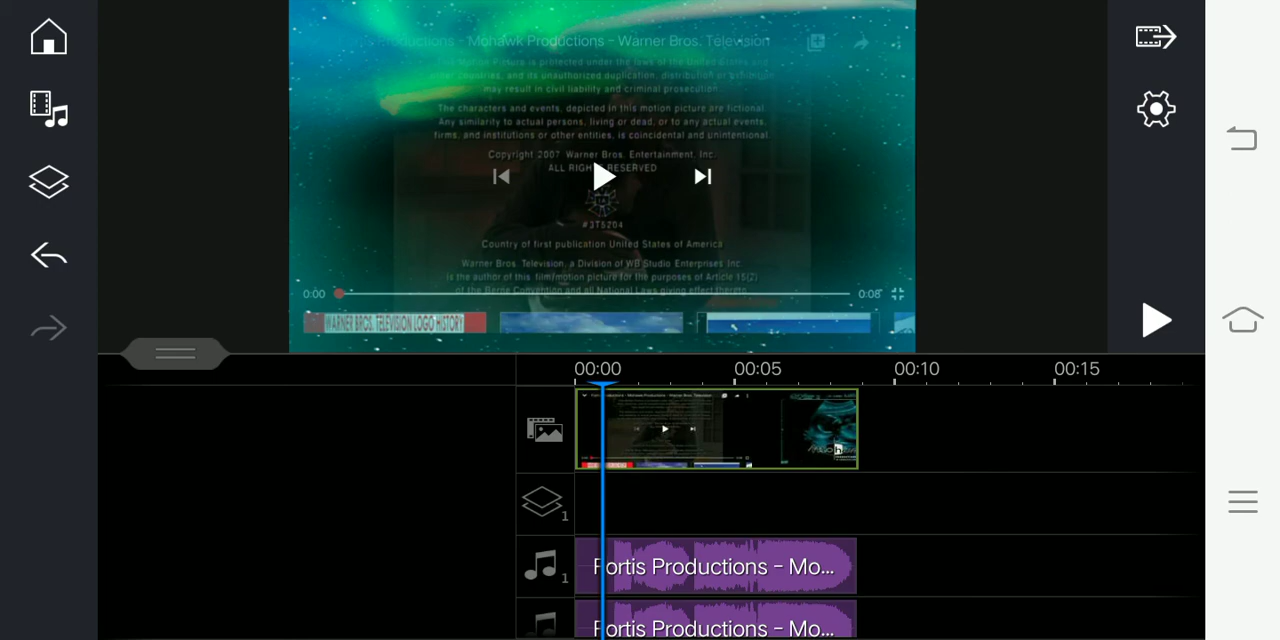 Productions - Mohawk Productions - Warner Bros. Television
This Motion Picture is protected under the laws of the United States and
other countries, and its unauthorized duplication, distribution or exhibition
may result in civil liability and criminal prosecution.
The characters and events depicted in this motion picture are fictional.
Any similarity to actual persons, living or dead, or to any actual events,
firms, and institutions or other entities, is coincidental and unintentional.
Copyright 2007 Warner Bros. Entertainment, Inc.
ALL RIGHTS RESERVED
#3T5204
Country of first publication United States of America
Warner Bros. Television, a Division of WB Studio Enterprises Inc.
is the author of this film/motion picture for the purposes of Article 15(2)
of the Berne Convention and all National Laws giving effect thereto.
0:00
0:08
WARNER BROS. TELEVISION LOGO HISTORY
00:00
00:05
00:10
00:15
Productions - Mohawk Productions - Warner Bros. Television
1
1
Fortis Productions - Mo...
Fortis Productions - Mo...